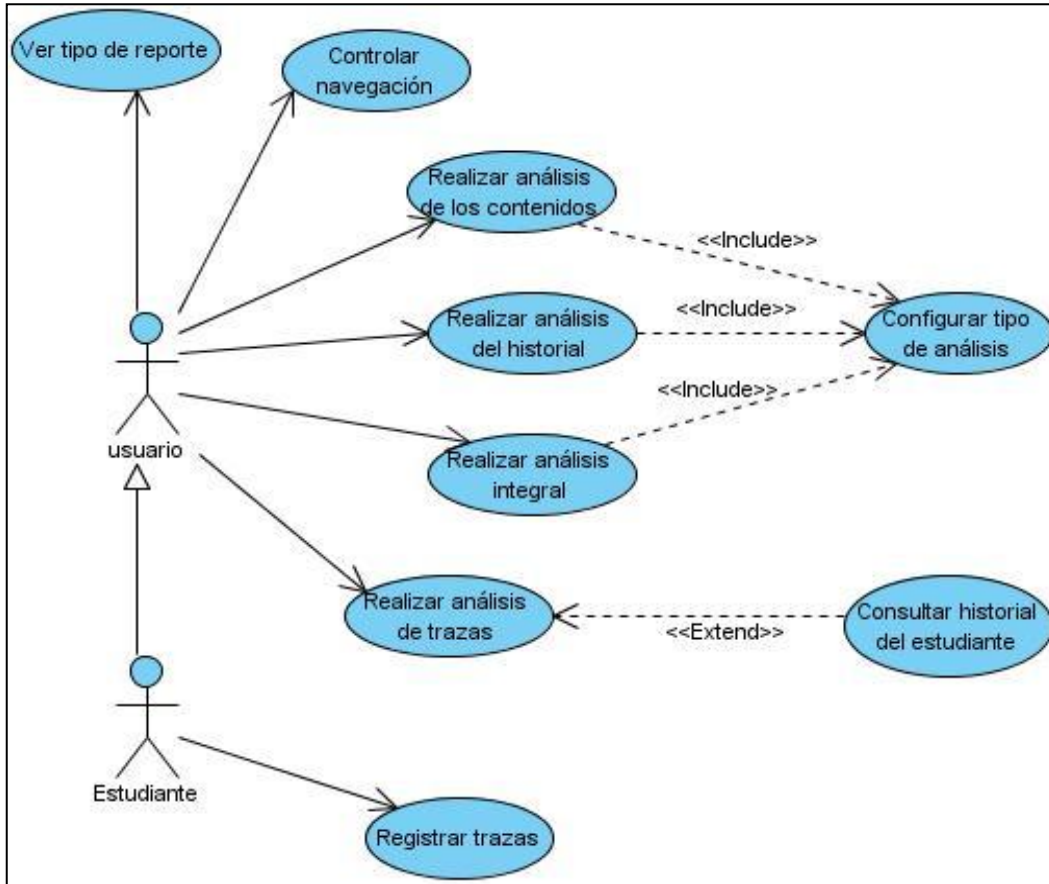 Ver tipo de reporte
Controlar
navegación
Realizar análisis
de los contenidos
<<Include>>
Realizar análisis
del historial
<<Include>>
Configurar tipo
de análisis
<<Include>>
usuario
Realizar análisis
integral
Realizar análisis
de trazas
<<Extend>>
Consultar historial
del estudiante
Estudiante
Registrar trazas